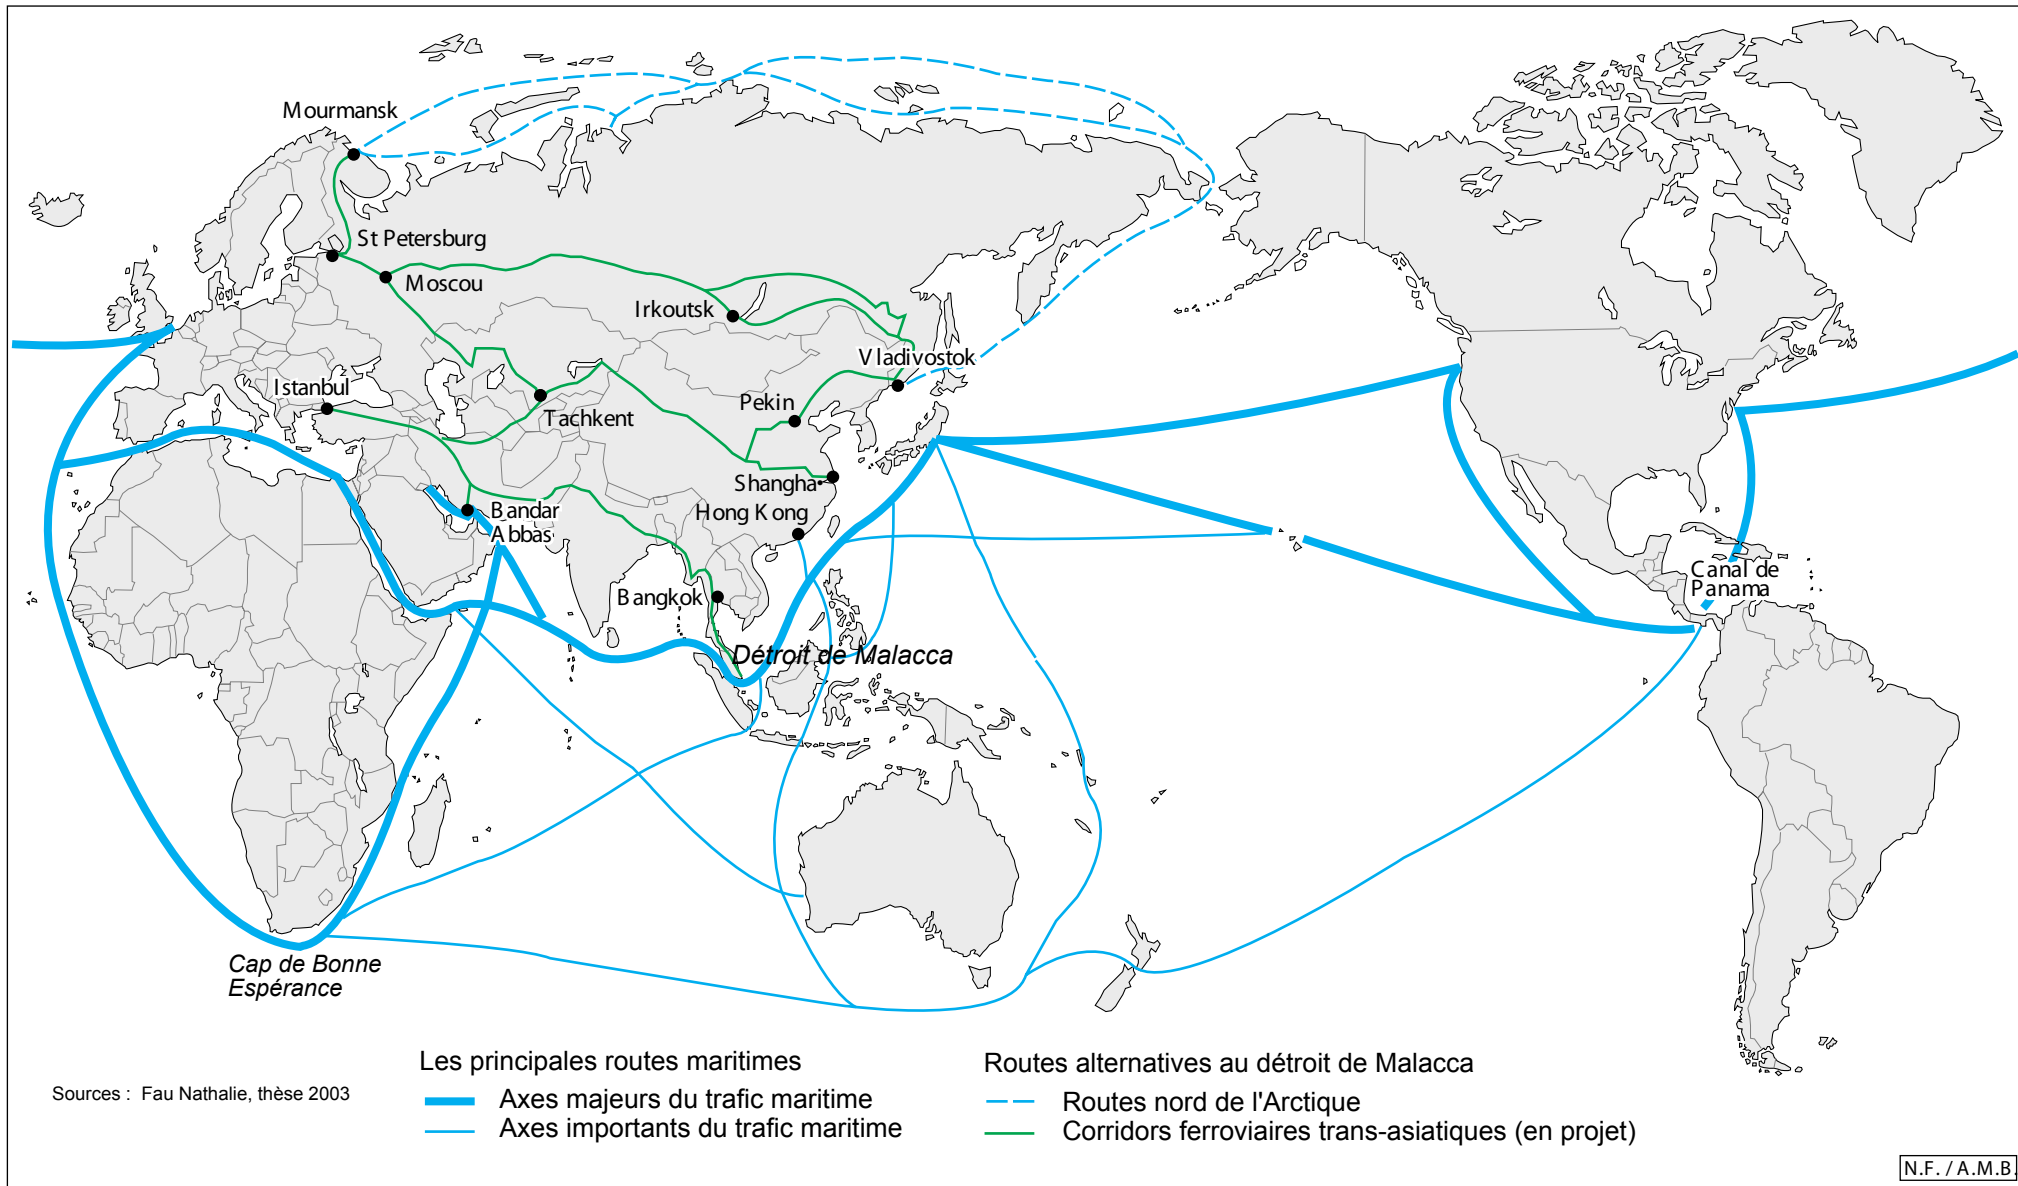 Mourmansk
St Petersburg
Moscou
Irkoutsk
Vladivostok
Istanbul
Tachkent
Pekin
Shangha
Hong Kong
Bandar
Abbas
Bangkok
Canal de
Panama
Détroit de Malacca
Cap de Bonne
Espérance
Les principales routes maritimes
Axes majeurs du trafic maritime
Axes importants du trafic maritime
Routes alternatives au détroit de Malacca
Routes nord de l'Arctique
Corridors ferroviaires trans-asiatiques (en projet)
Sources : Fau Nathalie, thèse 2003
N.F. / A.M.B.